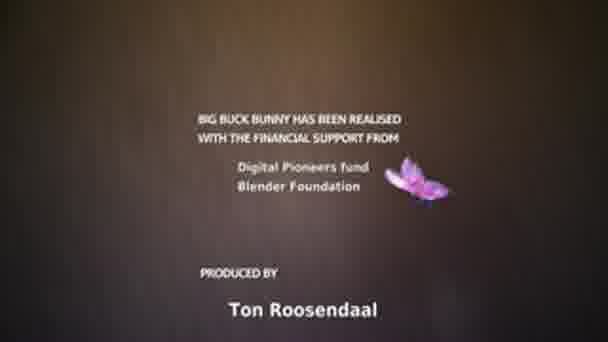 BIG BUCK BUNNY HAS BEEN REALISED
WITH THE FINANCIAL SUPPORT FROM
Digital Pioneers fund
Blender Foundation
PRODUCED BY
Ton Roosendaal